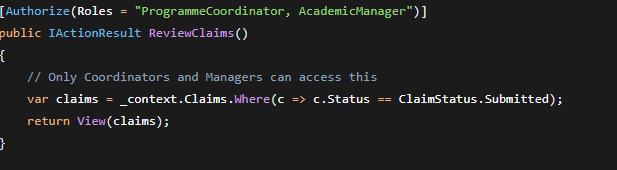 [Authorize(Roles = "ProgrammeCoordinator, AcademicManager")]
public IActionResult ReviewClaims()
{
    // Only Coordinators and Managers can access this
    var claims = _context.Claims.Where(c => c.Status == ClaimStatus.Submitted);
    return View(claims);
}